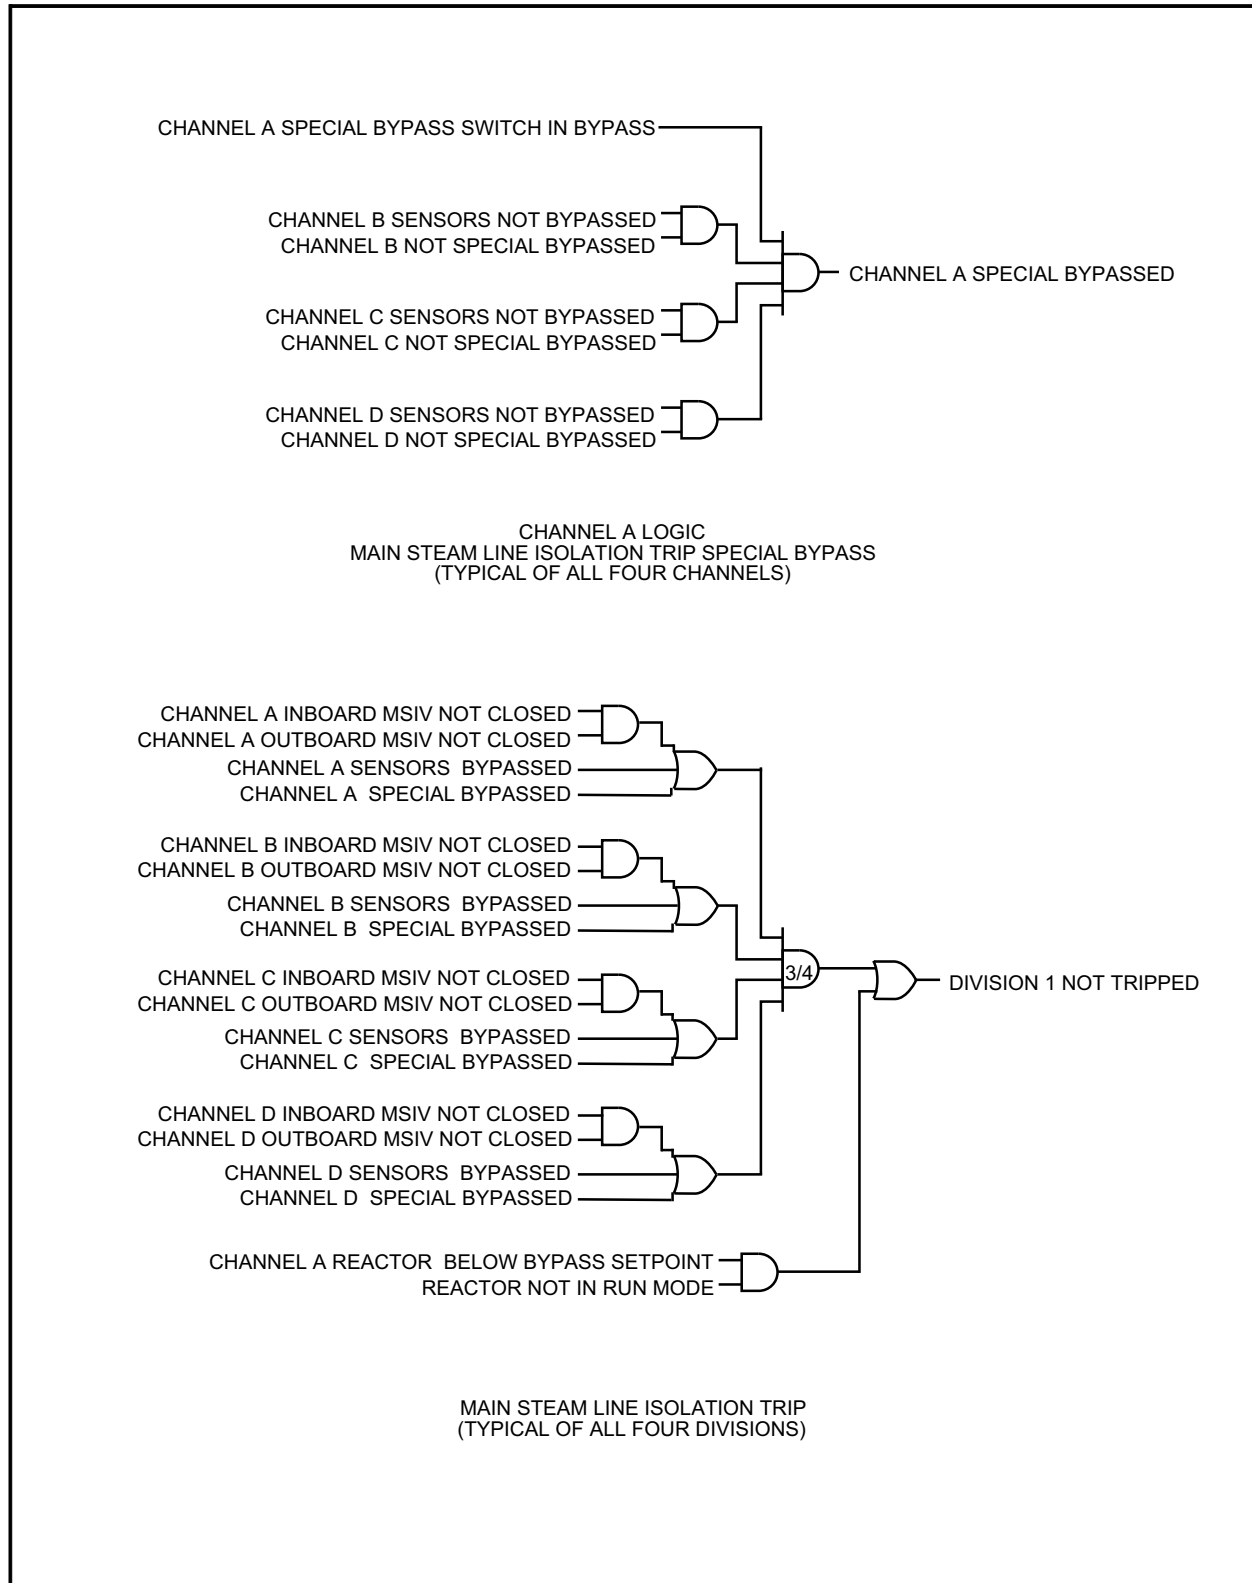 CHANNEL A SPECIAL BYPASS SWITCH IN BYPASS
CHANNEL B SENSORS NOT BYPASSED
CHANNEL B NOT SPECIAL BYPASSED
CHANNEL A SPECIAL BYPASSED
CHANNEL C SENSORS NOT BYPASSED
CHANNEL C NOT SPECIAL BYPASSED
CHANNEL D SENSORS NOT BYPASSED
CHANNEL D NOT SPECIAL BYPASSED
CHANNEL A LOGIC
MAIN STEAM LINE ISOLATION TRIP SPECIAL BYPASS
(TYPICAL OF ALL FOUR CHANNELS)
CHANNEL A INBOARD MSIV NOT CLOSED
CHANNEL A OUTBOARD MSIV NOT CLOSED
CHANNEL A SENSORS BYPASSED
CHANNEL A SPECIAL BYPASSED
CHANNEL B INBOARD MSIV NOT CLOSED
CHANNEL B OUTBOARD MSIV NOT CLOSED
CHANNEL B SENSORS BYPASSED
CHANNEL B SPECIAL BYPASSED
CHANNEL C INBOARD MSIV NOT CLOSED
3/4
DIVISION 1 NOT TRIPPED
CHANNEL C OUTBOARD MSIV NOT CLOSED
CHANNEL C SENSORS BYPASSED
CHANNEL C SPECIAL BYPASSED
CHANNEL D INBOARD MSIV NOT CLOSED
CHANNEL D OUTBOARD MSIV NOT CLOSED
CHANNEL D SENSORS BYPASSED
CHANNEL D SPECIAL BYPASSED
CHANNEL A REACTOR BELOW BYPASS SETPOINT
REACTOR NOT IN RUN MODE
MAIN STEAM LINE ISOLATION TRIP
(TYPICAL OF ALL FOUR DIVISIONS)